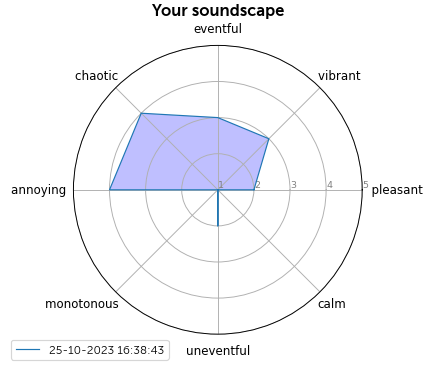 Your soundscape
eventful
chaotic
vibrant
annoying
1
2
3
4
5
pleasant
monotonous
calm
uneventful
25-10-2023 16:38:43